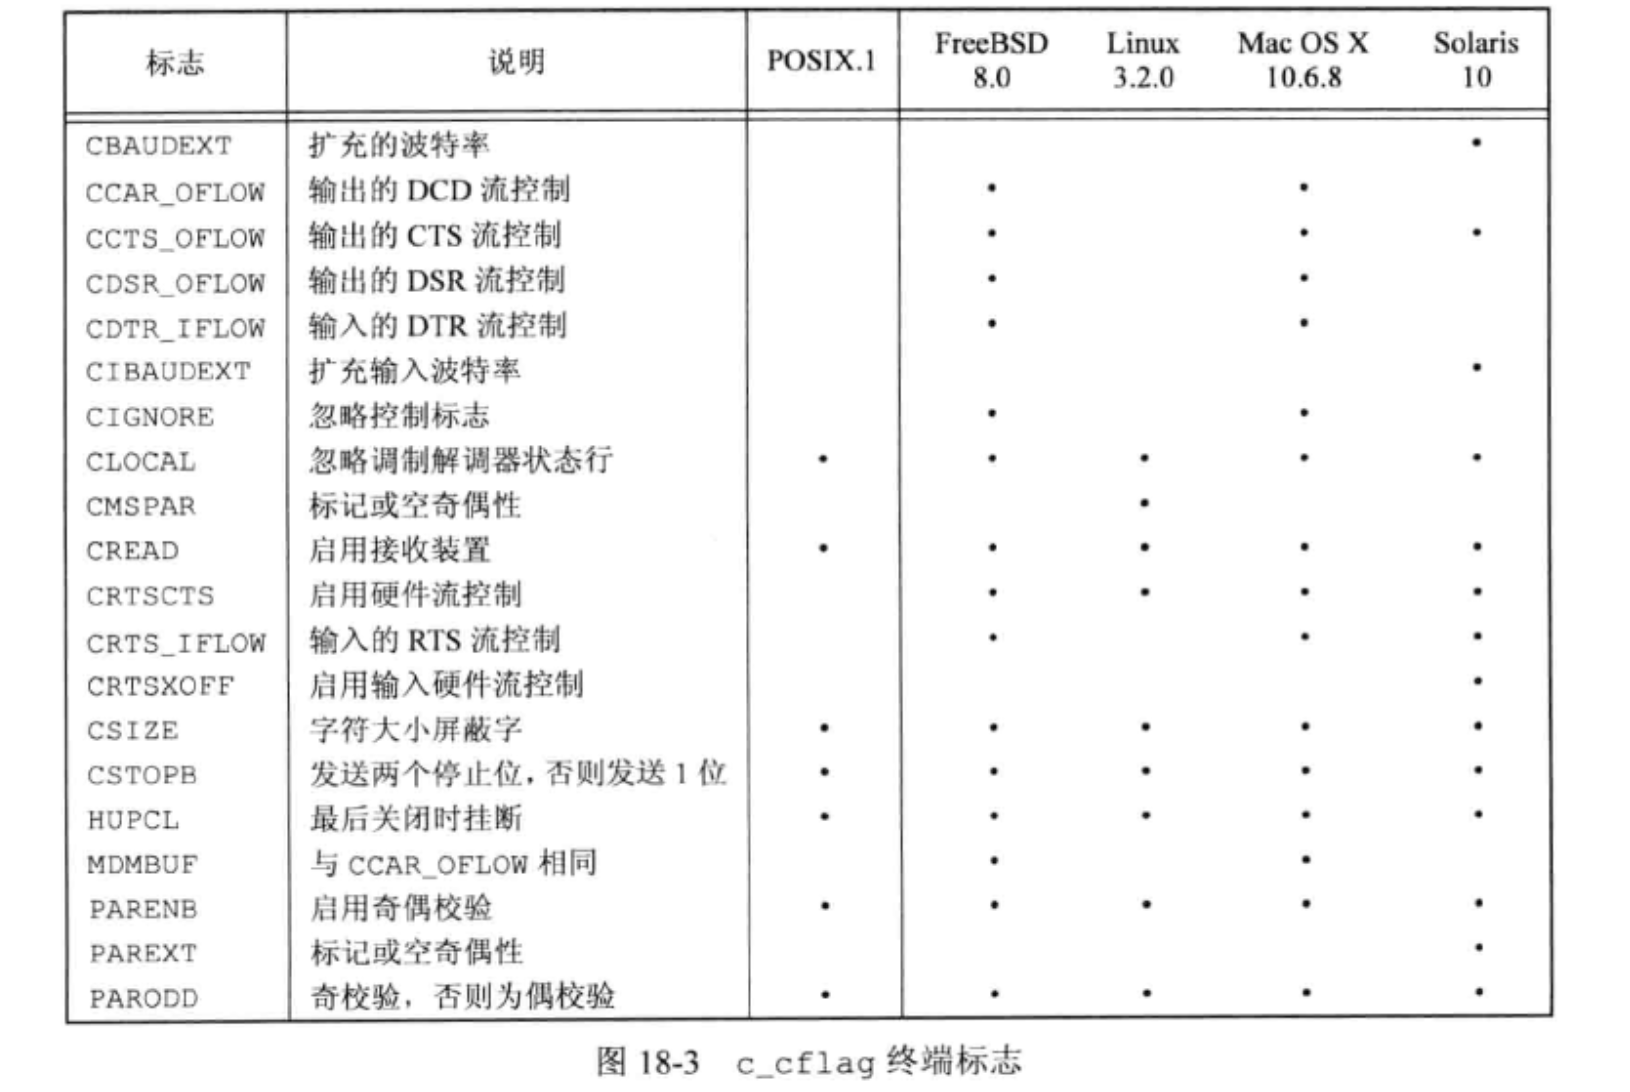 标志 说明 POSIX.1 FreeBSD 8.0 Linux 3.2.0 Mac OS X 10.6.8 Solaris 10
CBAUDEXT 扩充的波特率 •
CCAR_OFLOW 输出的 DCD 流控制 • •
CCTS_OFLOW 输出的 CTS 流控制 • • •
CDSR_OFLOW 输出的 DSR 流控制 • •
CDTR_IFLOW 输入的 DTR 流控制 • •
CIBAUDEXT 扩充输入波特率 •
CIGNORE 忽略控制标志 • •
CLOCAL 忽略调制解调器状态行 • • • • •
CMSPAR 标记或空奇偶性 •
CREAD 启用接收装置 • • • • •
CRTSCTS 启用硬件流控制 • • • •
CRTS_IFLOW 输入的 RTS 流控制 • • •
CRTSXOFF 启用输入硬件流控制 •
CSIZE 字符大小屏蔽字 • • • • •
CSTOPB 发送两个停止位，否则发送 1 位 • • • • •
HUPCL 最后关闭时挂断 • • • • •
MDMBUF 与 CCAR_OFLOW 相同 • •
PARENB 启用奇偶校验 • • • • •
PAREXT 标记或空奇偶性 •
PARODD 奇校验，否则为偶校验 • • • • •
图 18-3 c_cflag 终端标志